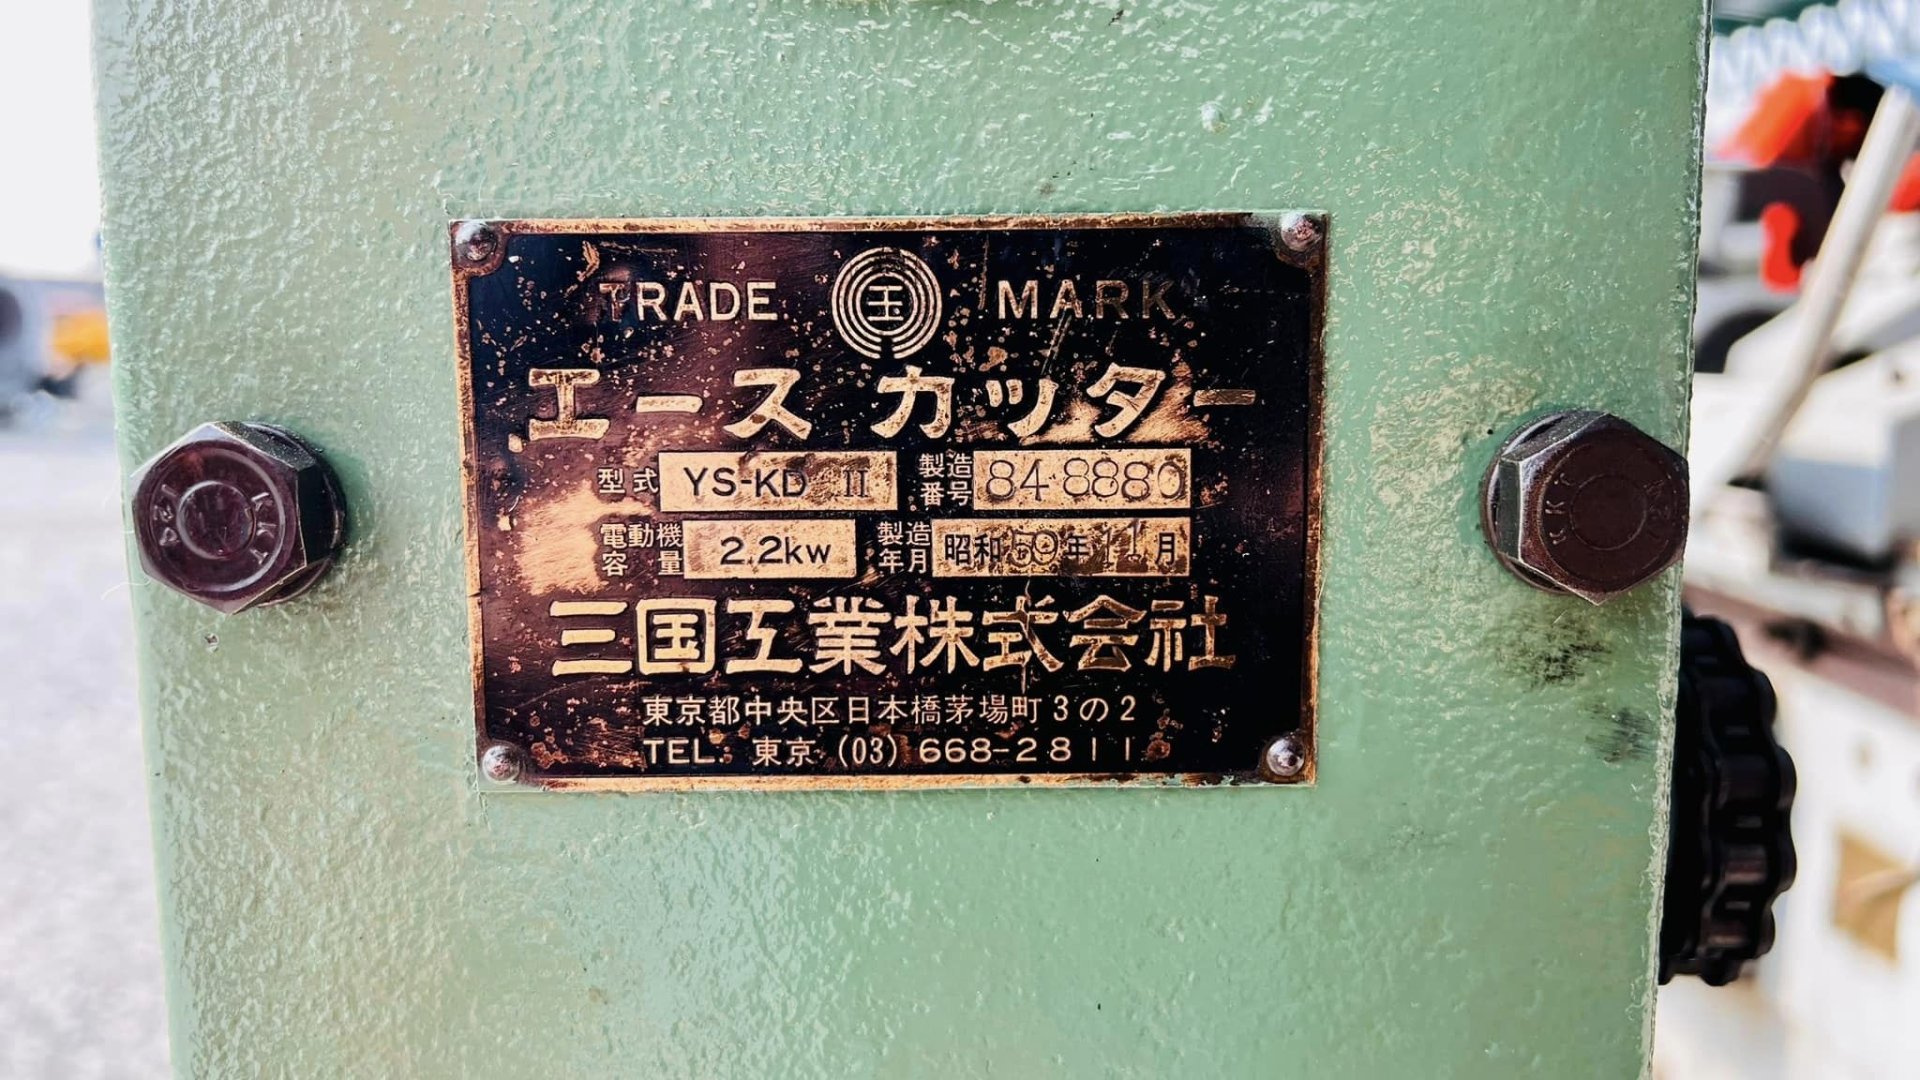 TRADE 玉 MARK
エース カッター
型式 YS-KD II 製造番号 84 8880
電動機容量 2.2kw 製造年月 昭和59年11月
三国工業株式会社
東京都中央区日本橋茅場町3の2
TEL. 東京 (03) 668-2811